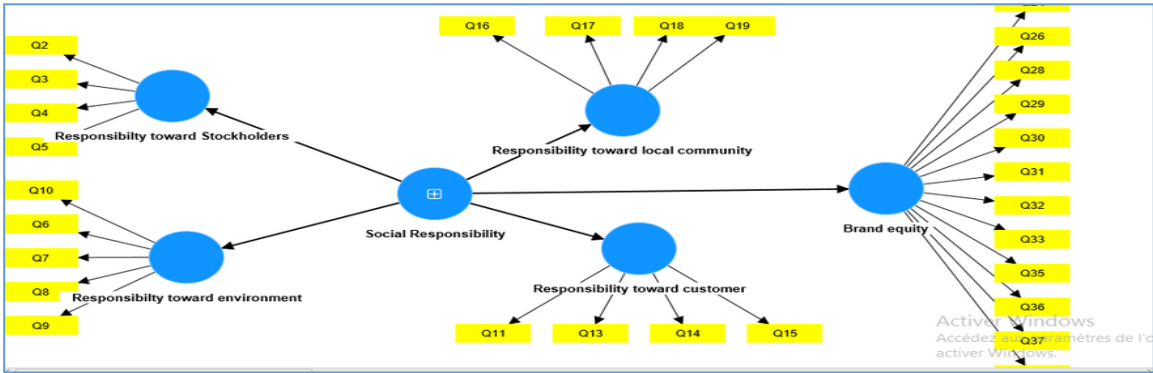 Q2
Q3
Q4
Q5
Responsibilty toward Stockholders
Q10
Q6
Q7
Q8
Q9
Responsibilty toward environment
Q16
Q17
Q18
Q19
Responsibility toward local community
Social Responsibility
Responsibility toward customer
Q11
Q13
Q14
Q15
Brand equity
Q26
Q28
Q29
Q30
Q31
Q32
Q33
Q35
Q36
Q37
Activer Windows
Accédez aux paramètres de l'o
activer Windows.